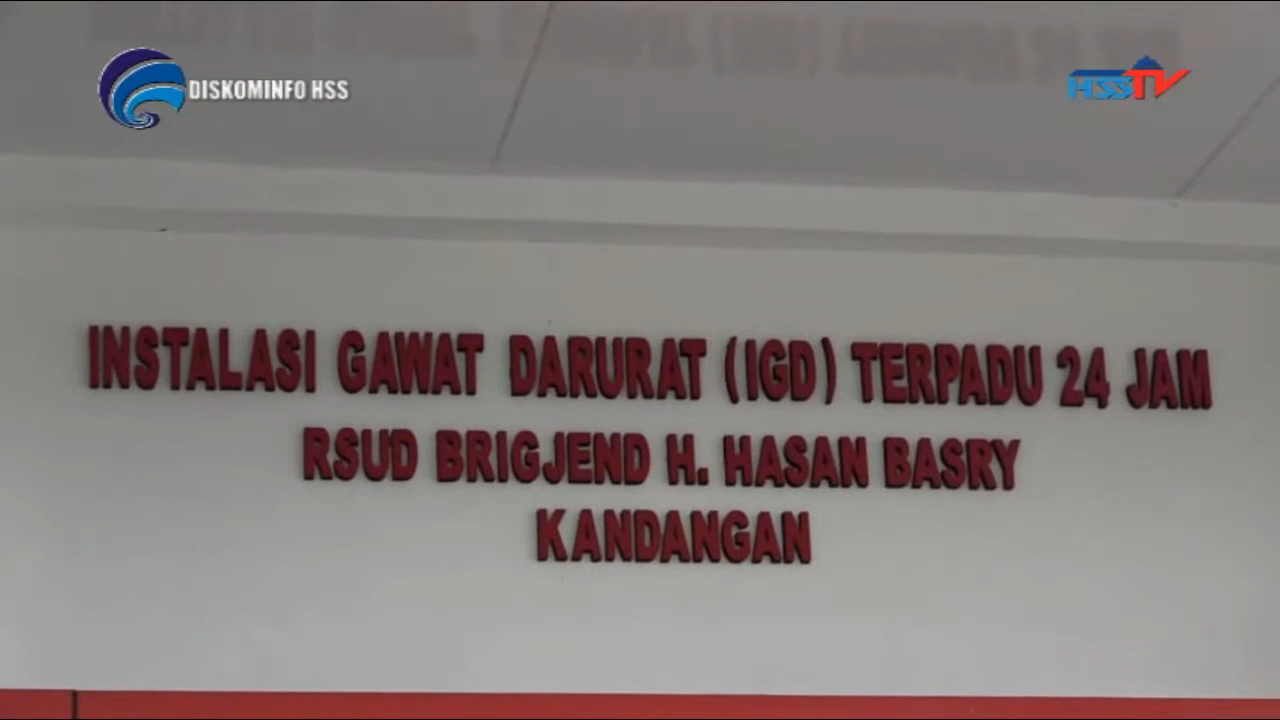 DISKOMINFO HSS
HSSTV
INSTALASI GAWAT DARURAT (IGD) TERPADU 24 JAM
RSUD BRIGJEND H. HASAN BASRY
KANDANGAN